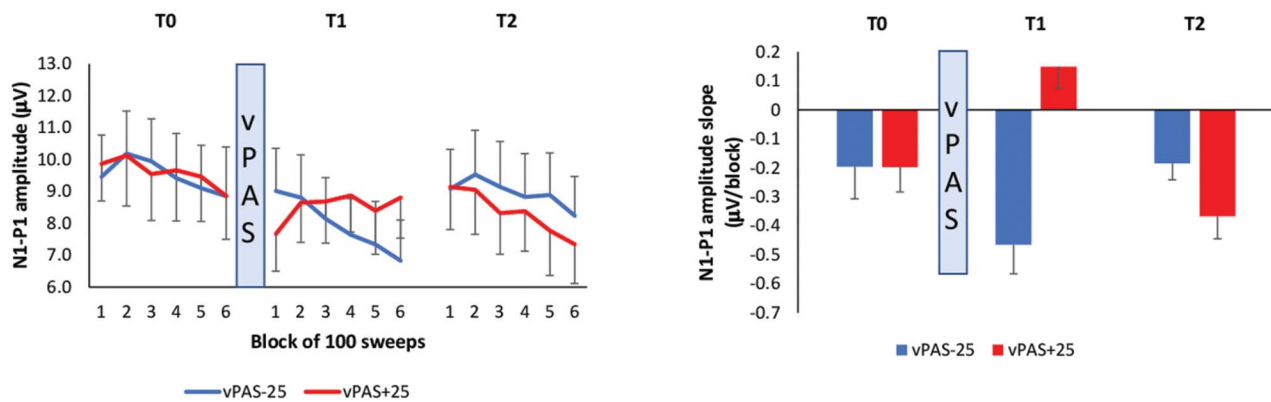 T0 T1 T2
N1-P1 amplitude (µV)
13.0
12.0
11.0
10.0
9.0
8.0
7.0
6.0
vPAS
1 2 3 4 5 6 1 2 3 4 5 6 1 2 3 4 5 6
Block of 100 sweeps
vPAS-25 vPAS+25
T0 T1 T2
N1-P1 amplitude slope
(µV/block)
0.2
0.1
0
-0.1
-0.2
-0.3
-0.4
-0.5
-0.6
-0.7
vPAS
vPAS-25 vPAS+25